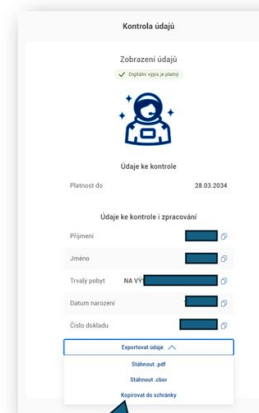 Kontrola údajů
Zobrazení údajů
Digitální výpis je platný
Údaje ke kontrole
Platnost do 28.03.2034
Údaje ke kontrole i zpracování
Příjmení
Jméno
Trvalý pobyt NA VÝ
Datum narození
Číslo dokladu
Exportovat údaje
Stáhnout .pdf
Stáhnout .cbor
Kopírovat do schránky